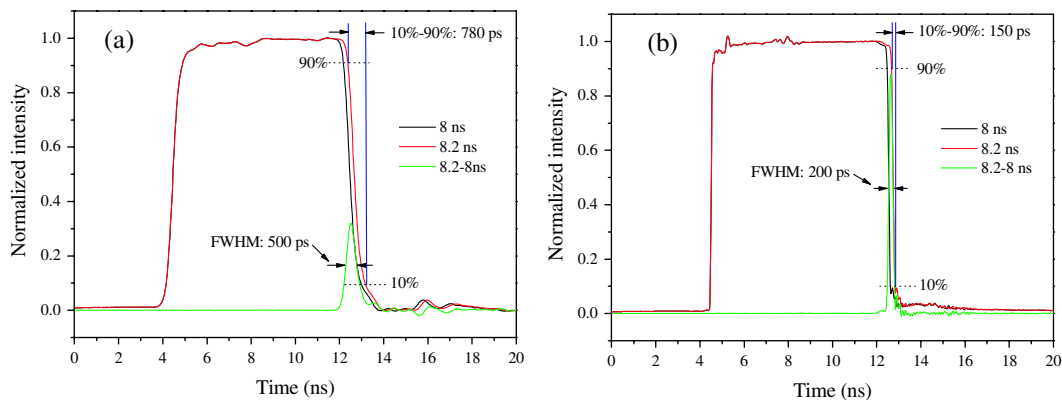 (a)
10%-90%: 780 ps
90%
8 ns
8.2 ns
8.2-8ns
FWHM: 500 ps
10%
Normalized intensity
1.0
0.8
0.6
0.4
0.2
0.0
0 2 4 6 8 10 12 14 16 18 20
Time (ns)
(b)
10%-90%: 150 ps
90%
8 ns
8.2 ns
8.2-8 ns
FWHM: 200 ps
10%
Normalized intensity
1.0
0.8
0.6
0.4
0.2
0.0
0 2 4 6 8 10 12 14 16 18 20
Time (ns)